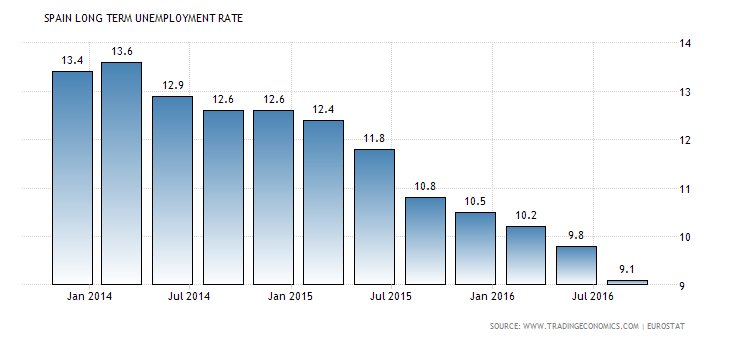 SPAIN LONG TERM UNEMPLOYMENT RATE
13.4 13.6 12.9 12.6 12.6 12.4 11.8 10.8 10.5 10.2 9.8 9.1
14
13
12
11
10
9
Jan 2014 Jul 2014 Jan 2015 Jul 2015 Jan 2016 Jul 2016
SOURCE: WWW.TRADINGECONOMICS.COM | EUROSTAT